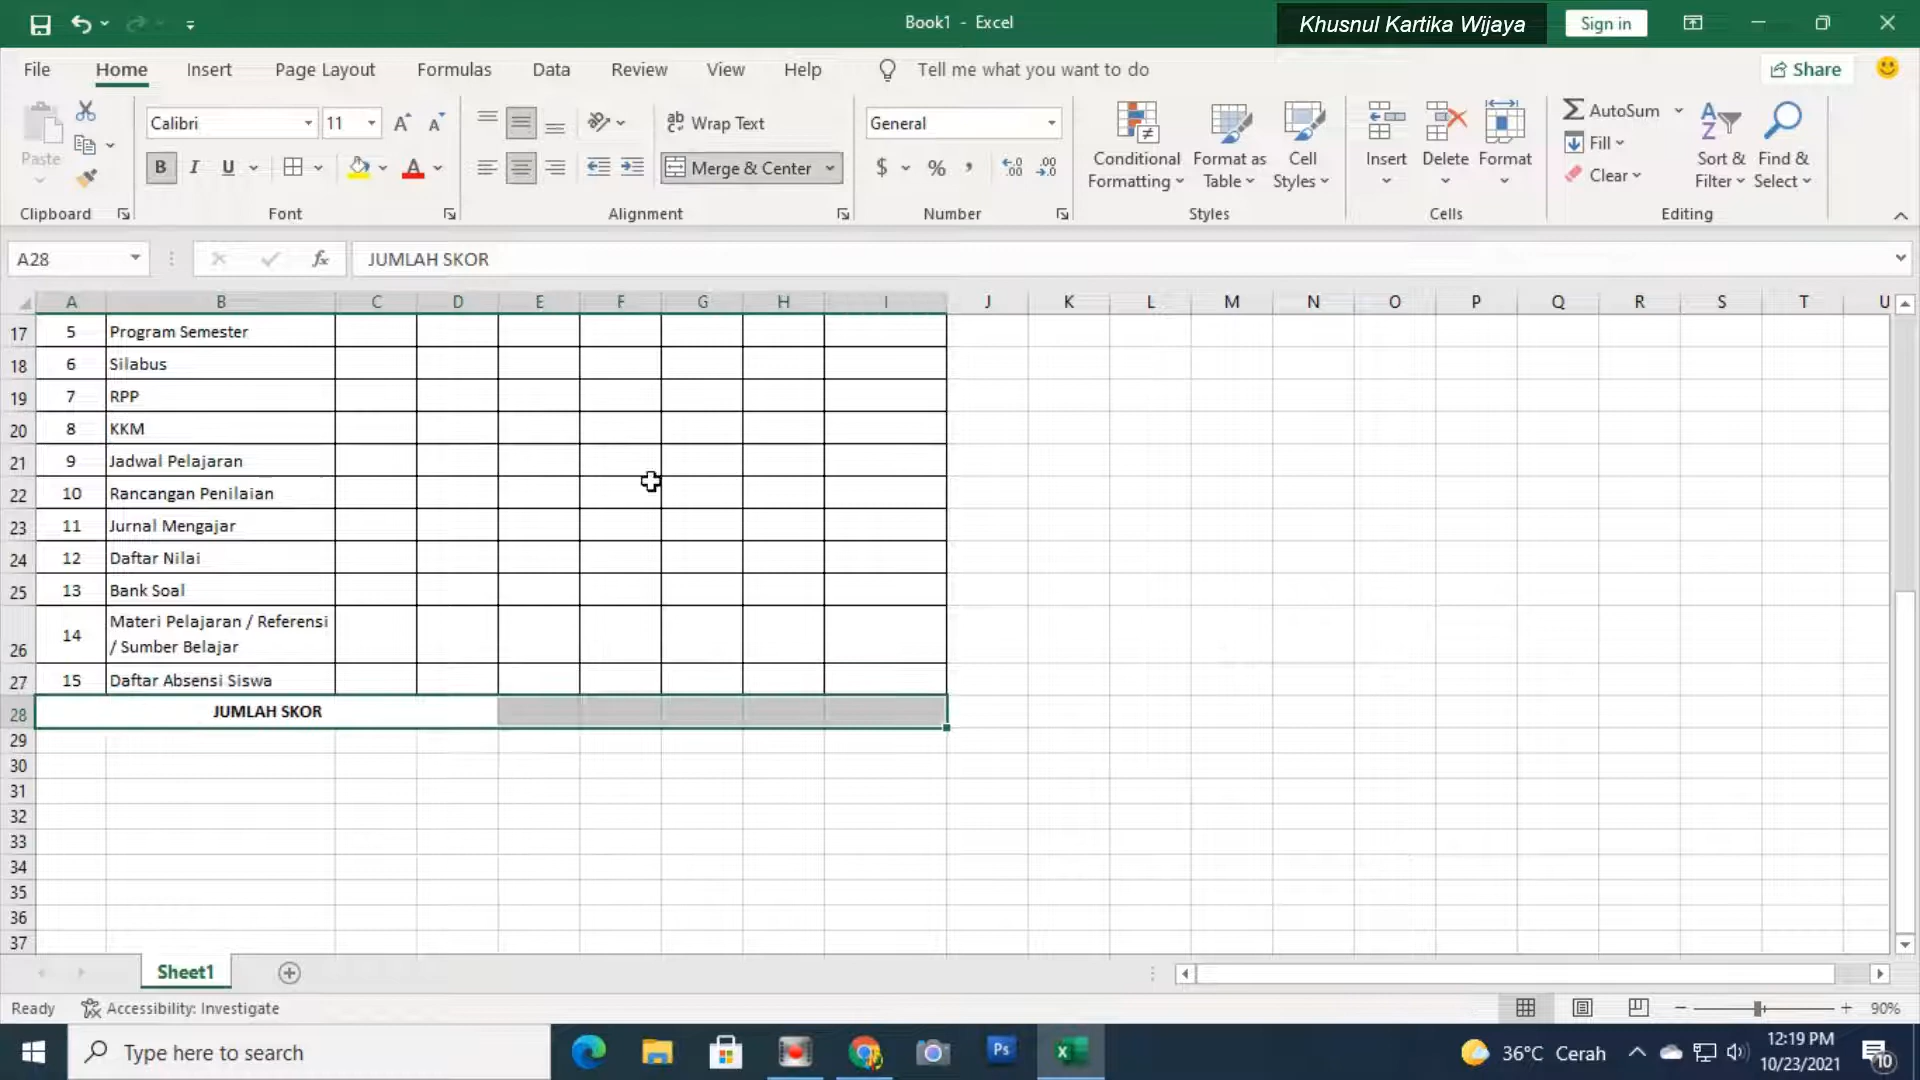 Book1 - Excel
Khusnul Kartika Wijaya
Sign in
File Home Insert Page Layout Formulas Data Review View Help Tell me what you want to do
Share
Paste
Calibri 11
B I U
Wrap Text
Merge & Center
General
$ %
Conditional Formatting
Format as Table
Cell Styles
Insert
Delete
Format
AutoSum
Fill
Clear
Sort & Filter
Find & Select
Clipboard Font Alignment Number Styles Cells Editing
A28 fx JUMLAH SKOR
A B C D E F G H I J K L M N O P Q R S T U
17 5 Program Semester
18 6 Silabus
19 7 RPP
20 8 KKM
21 9 Jadwal Pelajaran
22 10 Rancangan Penilaian
23 11 Jurnal Mengajar
24 12 Daftar Nilai
25 13 Bank Soal
26 14 Materi Pelajaran / Referensi
/ Sumber Belajar
27 15 Daftar Absensi Siswa
28 JUMLAH SKOR
29
30
31
32
33
34
35
36
37
Sheet1
Ready Accessibility: Investigate
90%
Type here to search
Ps
36°C Cerah
12:19 PM
10/23/2021
10